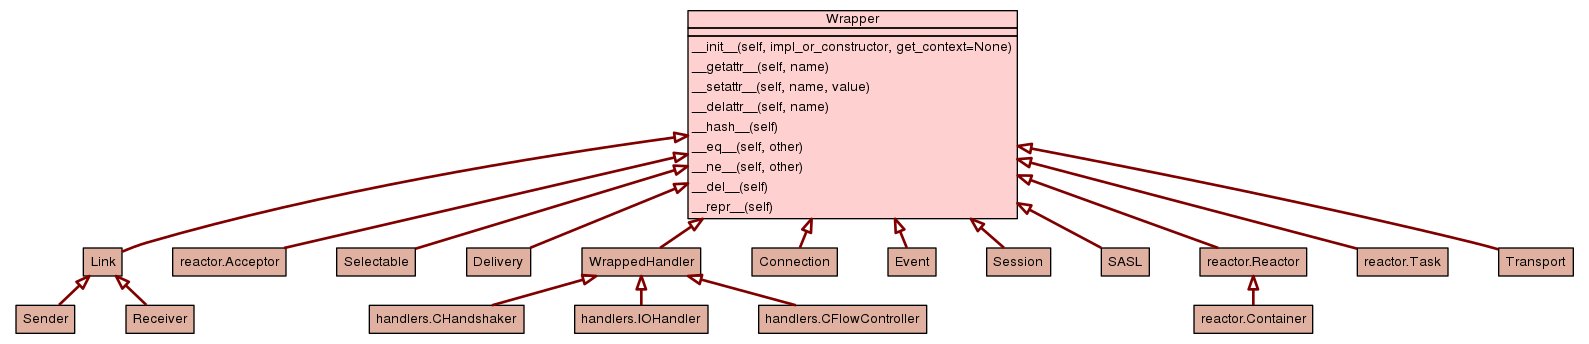 Wrapper
__init__(self, impl_or_constructor, get_context=None)
__getattr__(self, name)
__setattr__(self, name, value)
__delattr__(self, name)
__hash__(self)
__eq__(self, other)
__ne__(self, other)
__del__(self)
__repr__(self)
Link
reactor.Acceptor
Selectable
Delivery
WrappedHandler
Connection
Event
Session
SASL
reactor.Reactor
reactor.Task
Transport
Sender
Receiver
handlers.CHandshaker
handlers.IOHandler
handlers.CFlowController
reactor.Container